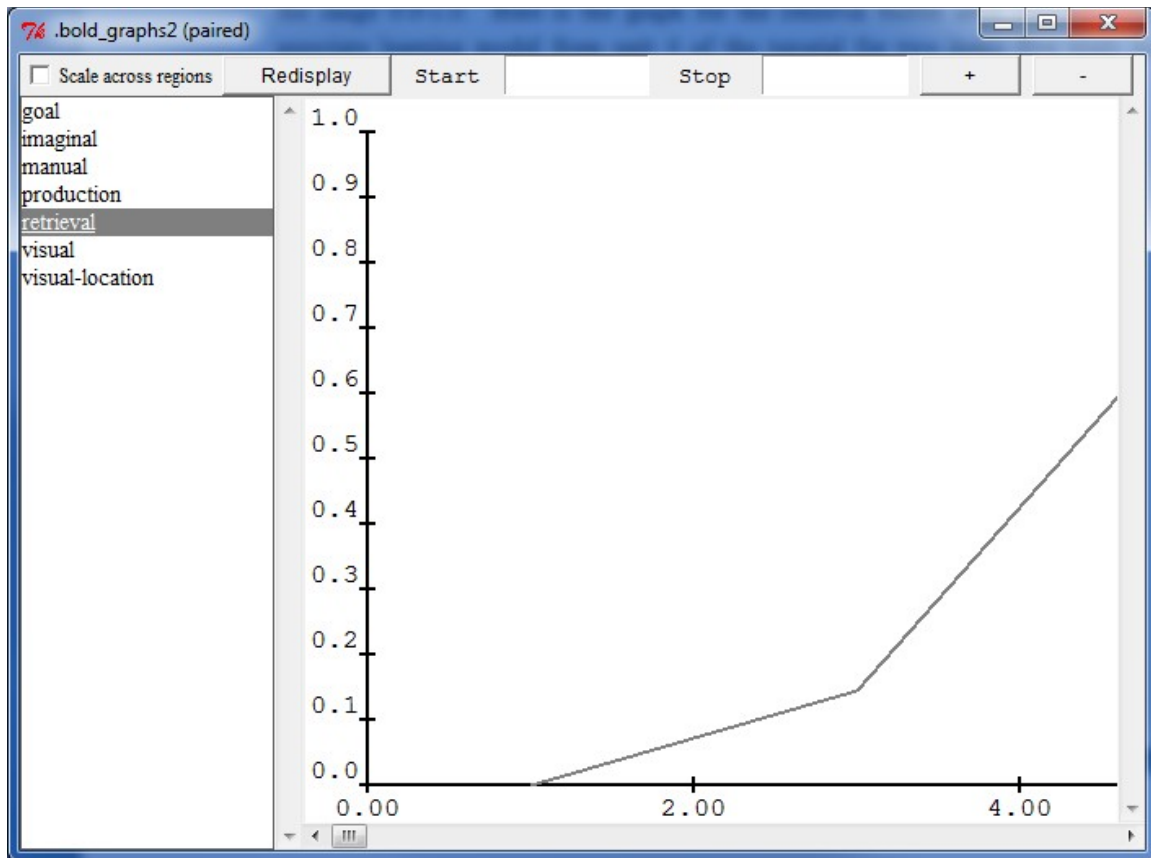 .bold_graphs2 (paired)
Scale across regions Redisplay Start Stop + -
goal
imaginal
manual
production
retrieval
visual
visual-location
1.0
0.9
0.8
0.7
0.6
0.5
0.4
0.3
0.2
0.1
0.0
0.00 2.00 4.00